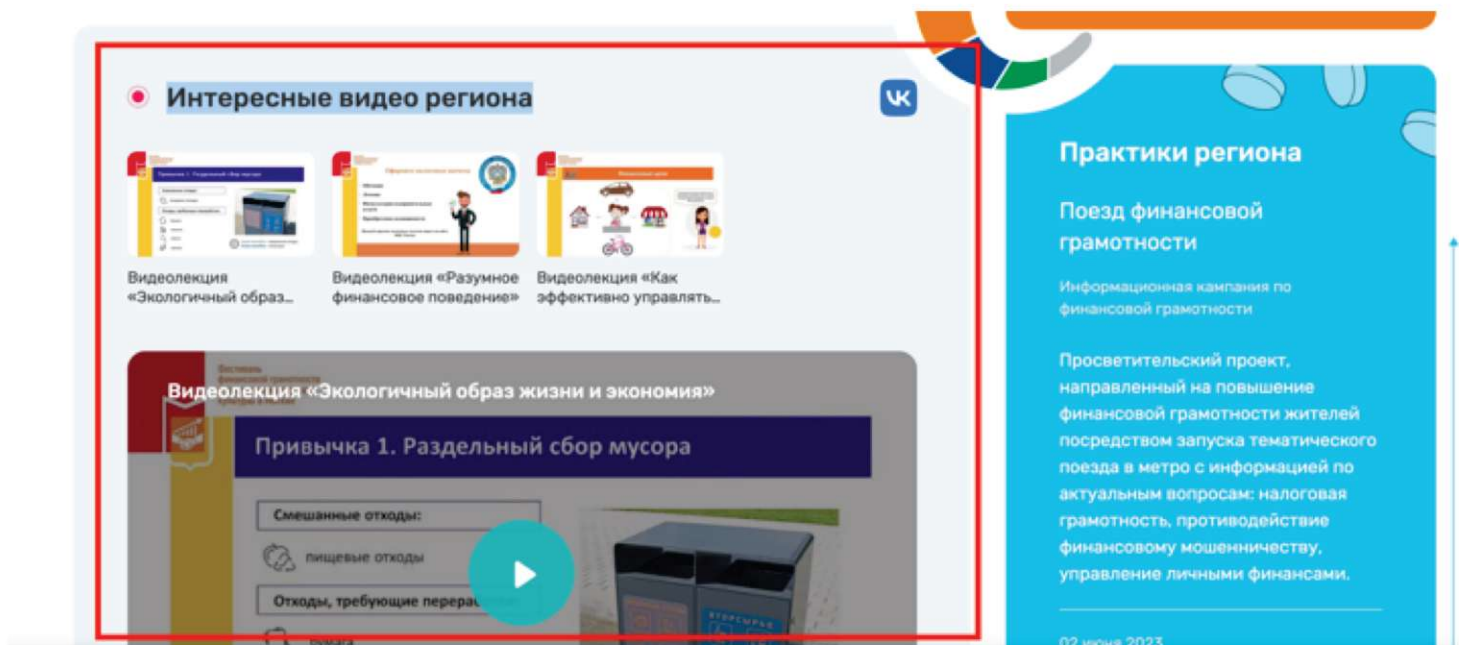 Интересные видео региона
Привычка 1. Раздельный сбор мусора
Видеолекция
«Экологичный образ…
Видеолекция «Разумное
финансовое поведение»
Видеолекция «Как
эффективно управлять…
Видеолекция «Экологичный образ жизни и экономия»
Привычка 1. Раздельный сбор мусора
Смешанные отходы:
пищевые отходы
Отходы, требующие
бумага
Практики региона
Поезд финансовой
грамотности
Информационная кампания по
финансовой грамотности
Просветительский проект,
направленный на повышение
финансовой грамотности жителей
посредством запуска тематического
поезда в метро с информацией по
актуальным вопросам: налоговая
грамотность, противодействие
финансовому мошенничеству,
управление личными финансами.
02 июня 2023